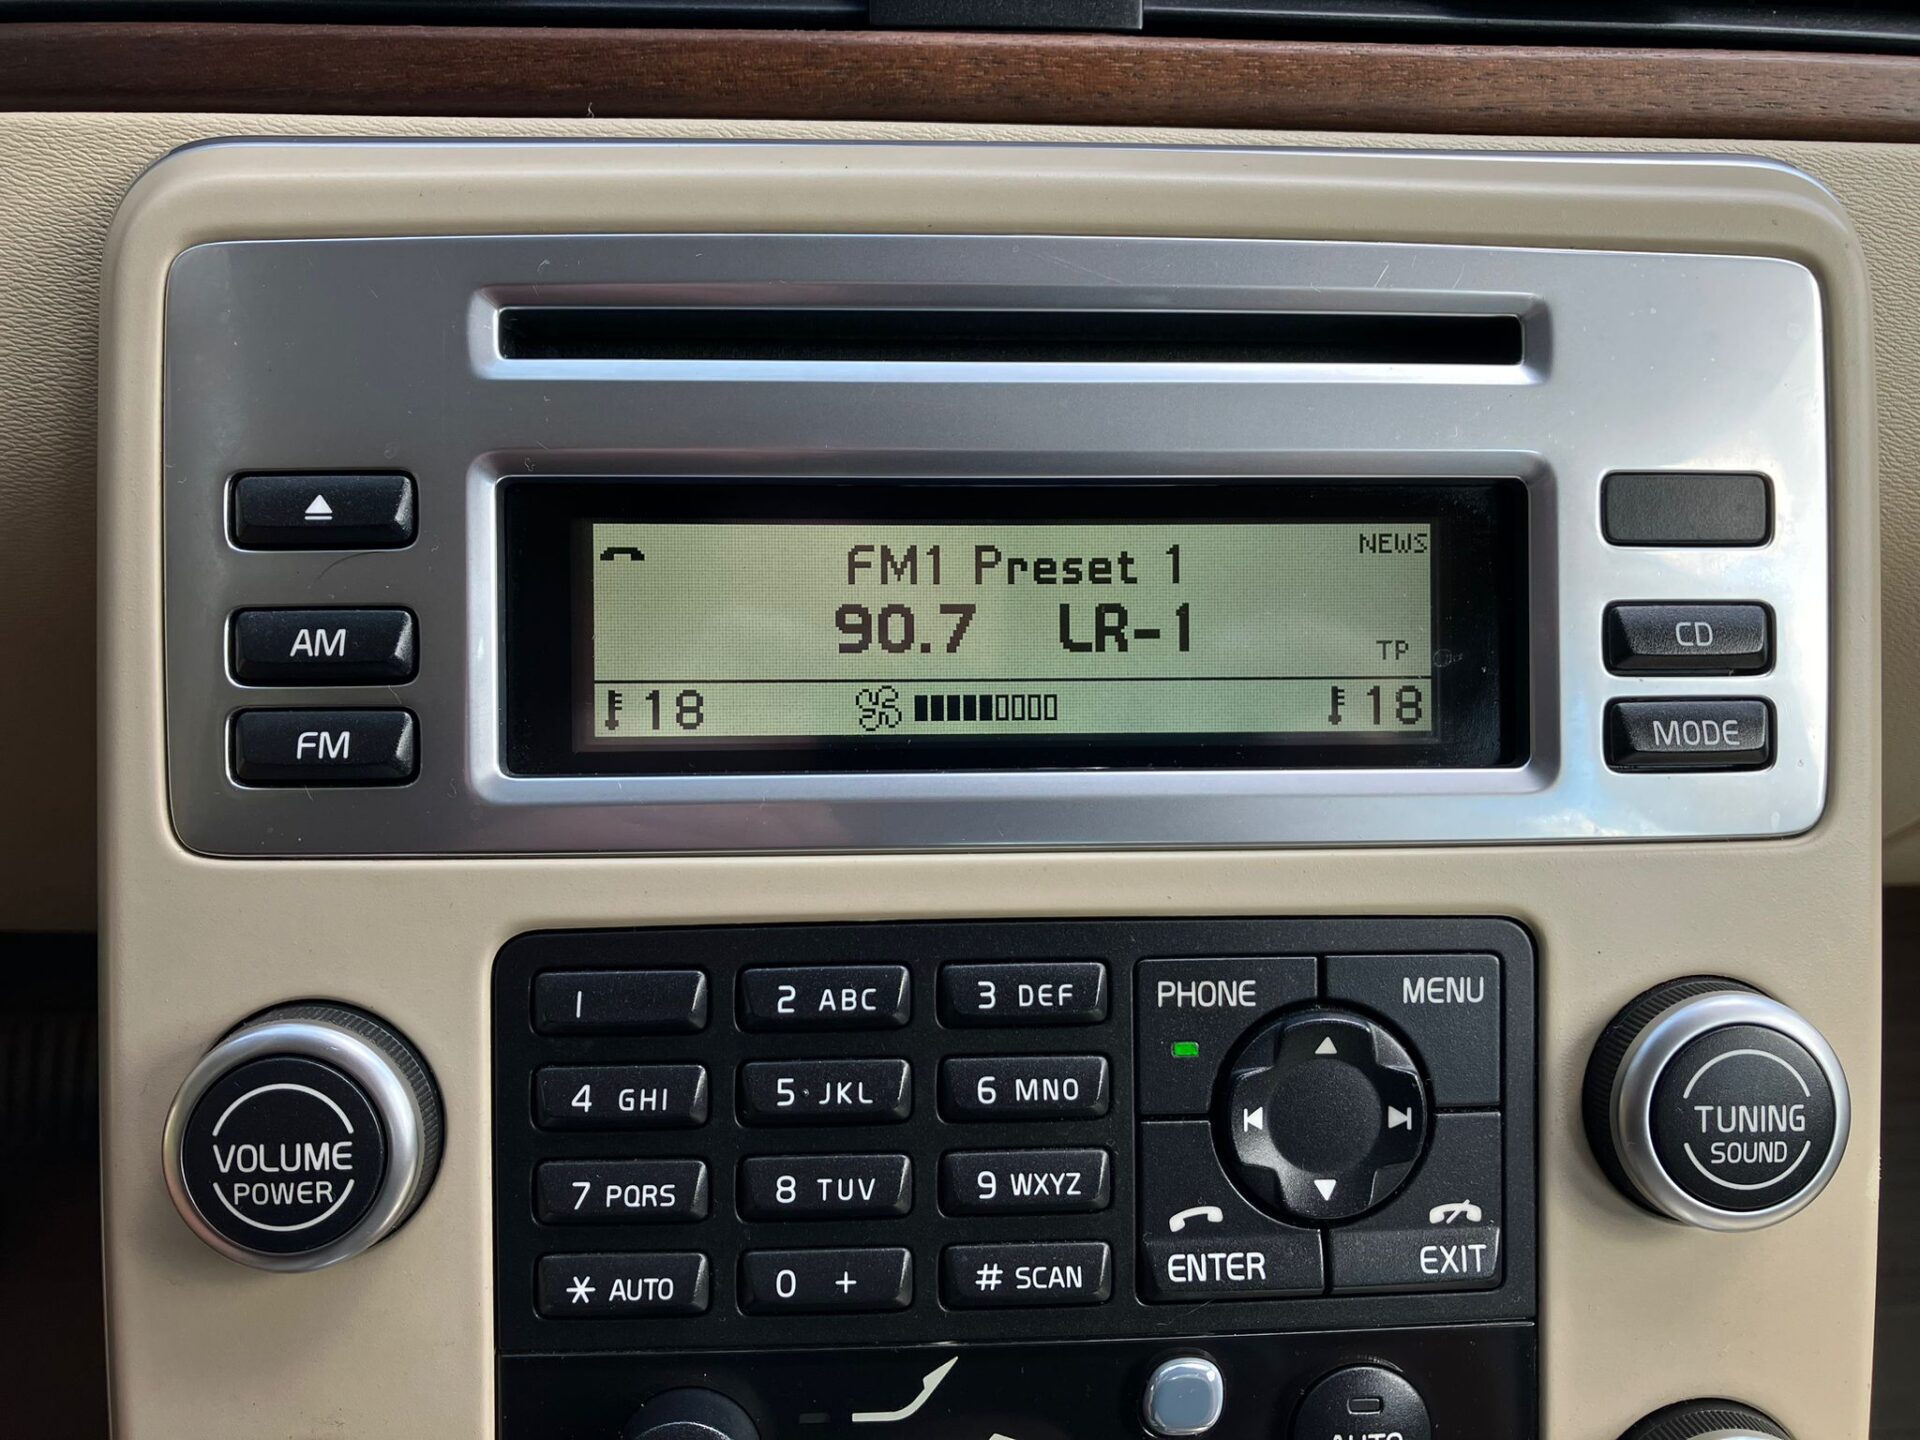 FM1 Preset 1
NEWS
90.7 LR-1
TP
18 18
AM
FM
CD
MODE
1
2 ABC
3 DEF
4 GHI
5 JKL
6 MNO
7 PQRS
8 TUV
9 WXYZ
* AUTO
0 +
# SCAN
PHONE
MENU
ENTER
EXIT
VOLUME
POWER
TUNING
SOUND
AUTO